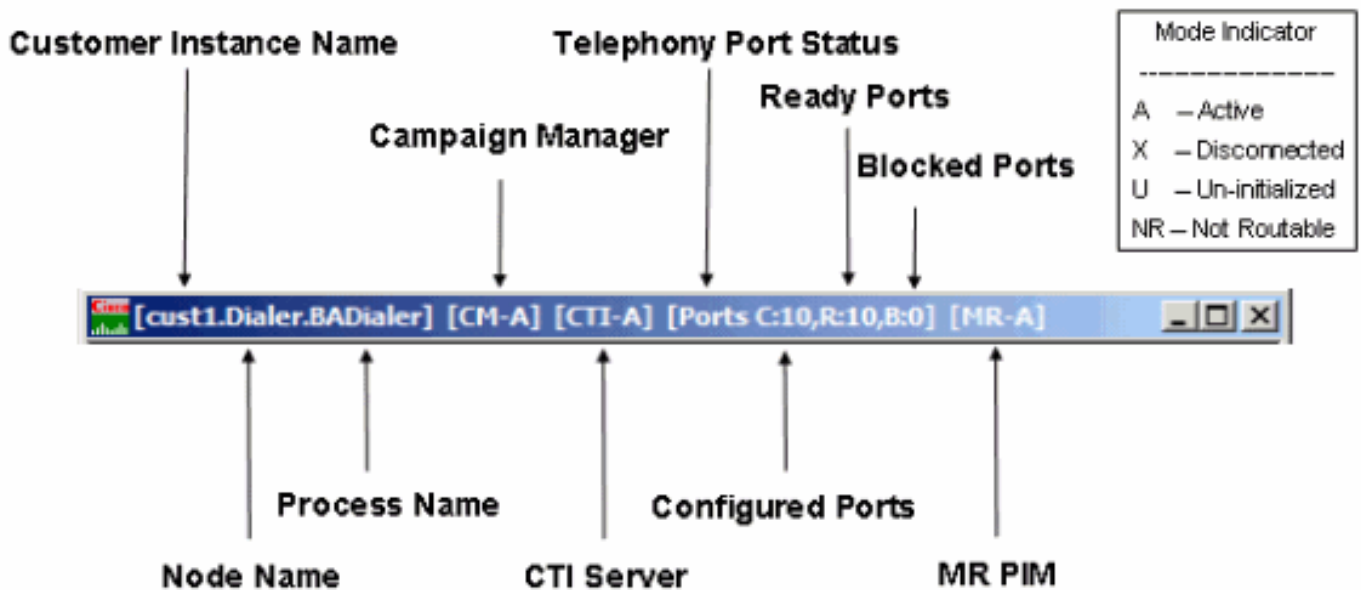 Customer Instance Name
Telephony Port Status
Ready Ports
Campaign Manager
Blocked Ports
Mode Indicator
-------------
A – Active
X – Disconnected
U – Un-initialized
NR – Not Routable
Cisco
[cust1.Dialer.BADialer] [CM-A] [CTI-A] [Ports C:10,R:10,B:0] [MR-A]
Process Name
Configured Ports
Node Name
CTI Server
MR PIM